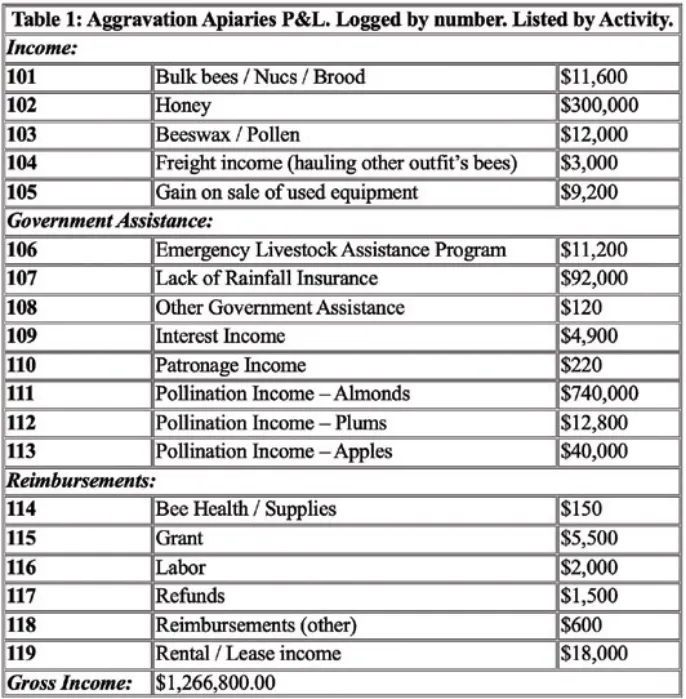 Table 1: Aggravation Apiaries P&L. Logged by number. Listed by Activity.
Income:
101 Bulk bees / Nucs / Brood $11,600
102 Honey $300,000
103 Beeswax / Pollen $12,000
104 Freight income (hauling other outfit's bees) $3,000
105 Gain on sale of used equipment $9,200
Government Assistance:
106 Emergency Livestock Assistance Program $11,200
107 Lack of Rainfall Insurance $92,000
108 Other Government Assistance $120
109 Interest Income $4,900
110 Patronage Income $220
111 Pollination Income – Almonds $740,000
112 Pollination Income – Plums $12,800
113 Pollination Income – Apples $40,000
Reimbursements:
114 Bee Health / Supplies $150
115 Grant $5,500
116 Labor $2,000
117 Refunds $1,500
118 Reimbursements (other) $600
119 Rental / Lease income $18,000
Gross Income: $1,266,800.00